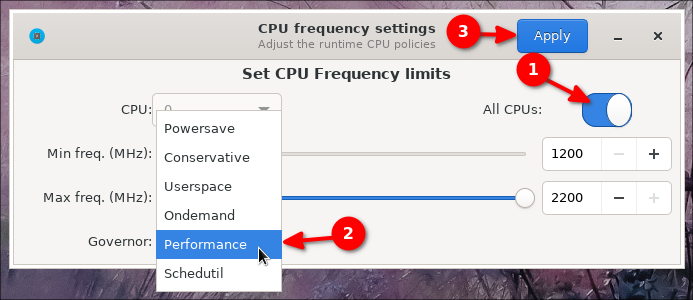 CPU frequency settings
Adjust the runtime CPU policies
3
Apply
Set CPU Frequency limits
1
CPU:
0
All CPUs:
Min freq. (MHz):
1200
Max freq. (MHz):
2200
Governor:
Powersave
Conservative
Userspace
Ondemand
Performance
2
Schedutil